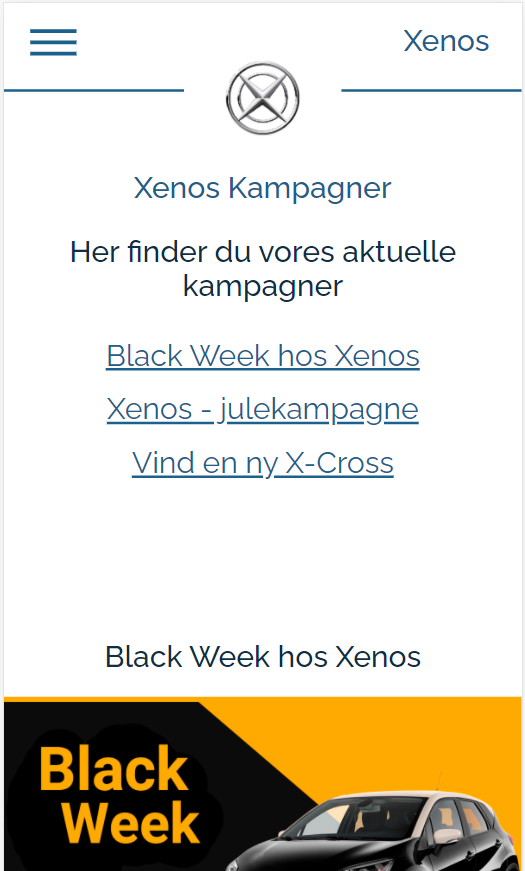 Xenos
Xenos Kampagner
Her finder du vores aktuelle
kampagner
Black Week hos Xenos
Xenos - julekampagne
Vind en ny X-Cross
Black Week hos Xenos
Black
Week